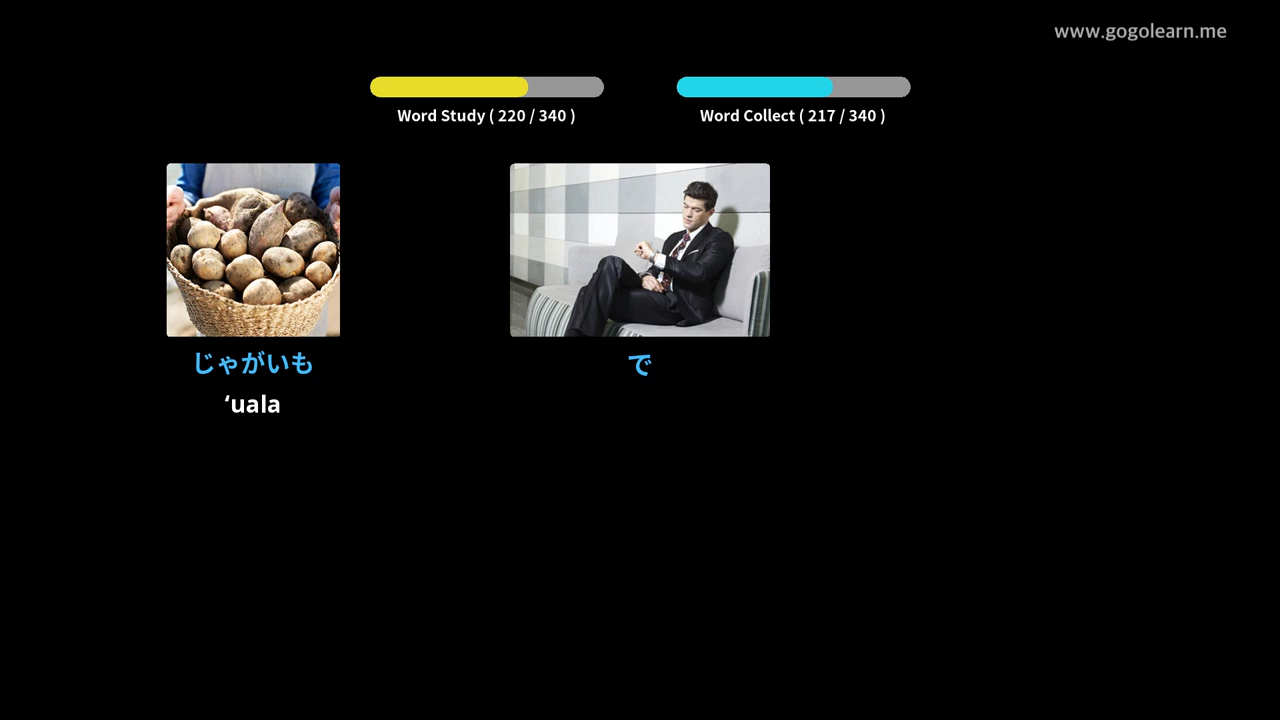 www.gogolearn.me
Word Study ( 220 / 340 )
Word Collect ( 217 / 340 )
じゃがいも
で
‘uala